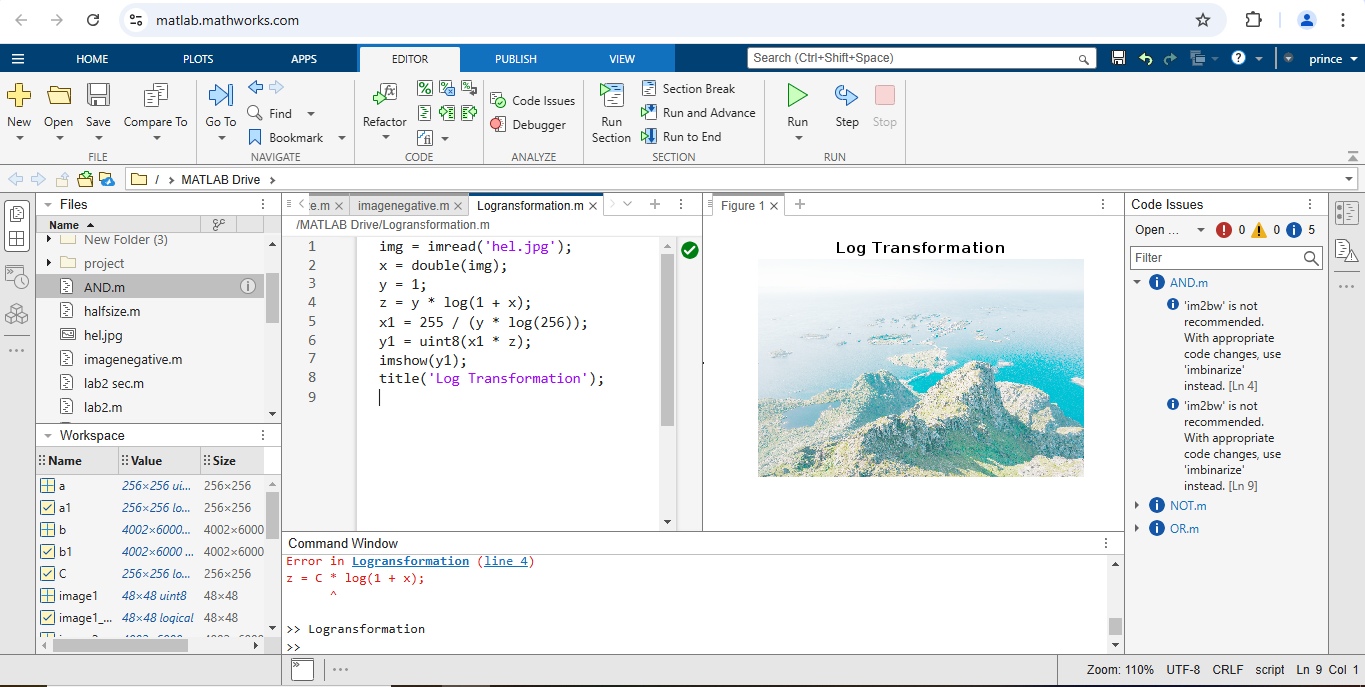 matlab.mathworks.com
HOME PLOTS APPS EDITOR PUBLISH VIEW
Search (Ctrl+Shift+Space)
prince
New Open Save Compare To
FILE
Go To Find Bookmark
NAVIGATE
Refactor
CODE
Code Issues
Debugger
ANALYZE
Run Section
Section Break
Run and Advance
Run to End
SECTION
Run Step Stop
RUN
/ MATLAB Drive
Files
Name
New Folder (3)
project
AND.m
halfsize.m
hel.jpg
imagenegative.m
lab2 sec.m
lab2.m
Workspace
Name Value Size
a 256×256 ui... 256×256
a1 256×256 lo... 256×256
b 4002×6000... 4002×6000
b1 4002×6000 ... 4002×6000
C 256×256 lo... 256×256
image1 48×48 uint8 48×48
image1_... 48×48 logical 48×48
e.m imagenegative.m Logransformation.m
/MATLAB Drive/Logransformation.m
1 img = imread('hel.jpg');
2 x = double(img);
3 y = 1;
4 z = y * log(1 + x);
5 x1 = 255 / (y * log(256));
6 y1 = uint8(x1 * z);
7 imshow(y1);
8 title('Log Transformation');
9
Figure 1
Log Transformation
Command Window
Error in Logransformation (line 4)
z = C * log(1 + x);
^
>> Logransformation
>>
Code Issues
Open ... 0 0 5
Filter
AND.m
'im2bw' is not
recommended.
With appropriate
code changes, use
'imbinarize'
instead. [Ln 4]
'im2bw' is not
recommended.
With appropriate
code changes, use
'imbinarize'
instead. [Ln 9]
NOT.m
OR.m
Zoom: 110% UTF-8 CRLF script Ln 9 Col 1